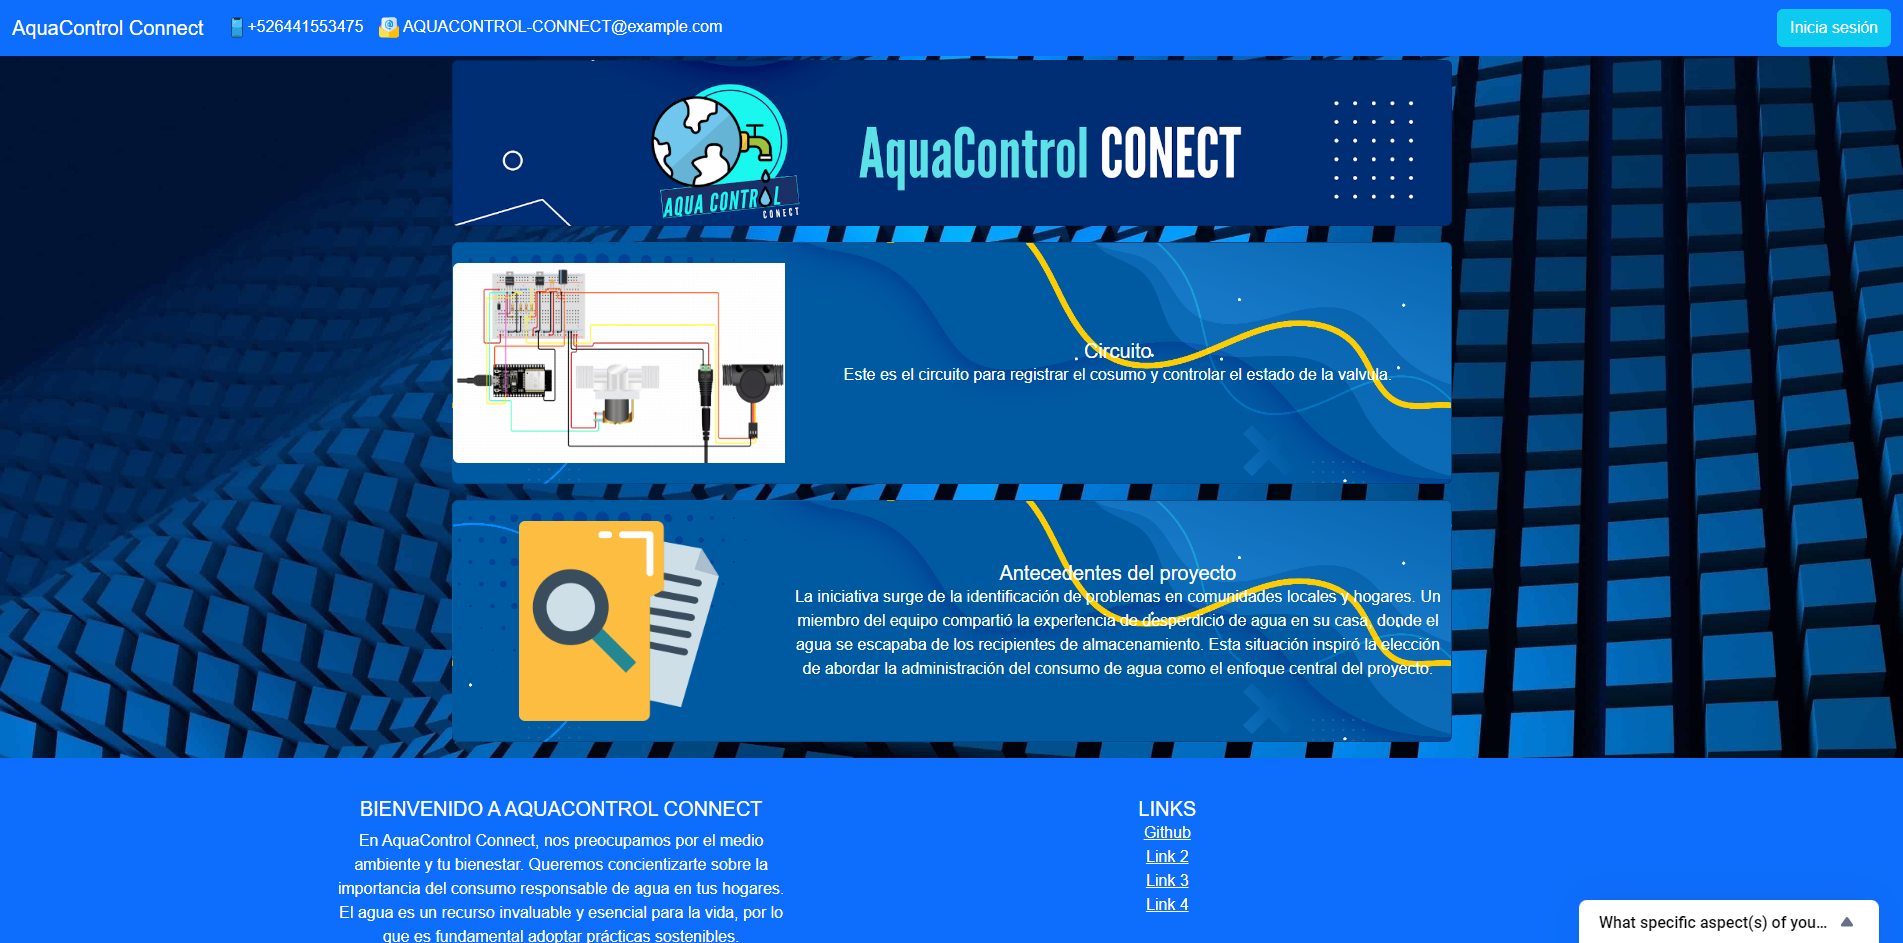 AquaControl Connect
+526441553475
AQUACONTROL-CONNECT@example.com
Inicia sesión
AQUA CONTROL
CONECT
AquaControl CONECT
Circuito
Este es el circuito para registrar el cosumo y controlar el estado de la valvula.
Antecedentes del proyecto
La iniciativa surge de la identificación de problemas en comunidades locales y hogares. Un
miembro del equipo compartió la experiencia de desperdicio de agua en su casa, donde el
agua se escapaba de los recipientes de almacenamiento. Esta situación inspiró la elección
de abordar la administración del consumo de agua como el enfoque central del proyecto.
BIENVENIDO A AQUACONTROL CONNECT
En AquaControl Connect, nos preocupamos por el medio
ambiente y tu bienestar. Queremos concientizarte sobre la
importancia del consumo responsable de agua en tus hogares.
El agua es un recurso invaluable y esencial para la vida, por lo
que es fundamental adoptar prácticas sostenibles.
LINKS
Github
Link 2
Link 3
Link 4
What specific aspect(s) of you...